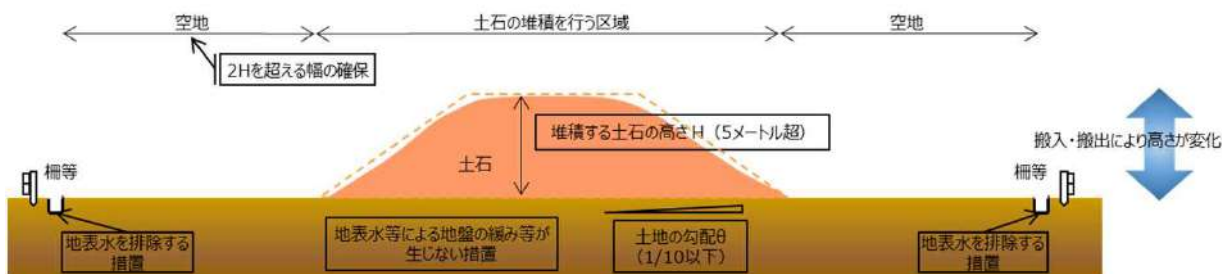 空地
土石の堆積を行う区域
空地
2Hを超える幅の確保
堆積する土石の高さH（5メートル超）
搬入・搬出により高さが変化
土石
柵等
柵等
地表水を排除する
措置
地表水等による地盤の緩み等が
生じない措置
土地の勾配θ
（1/10以下）
地表水を排除する
措置